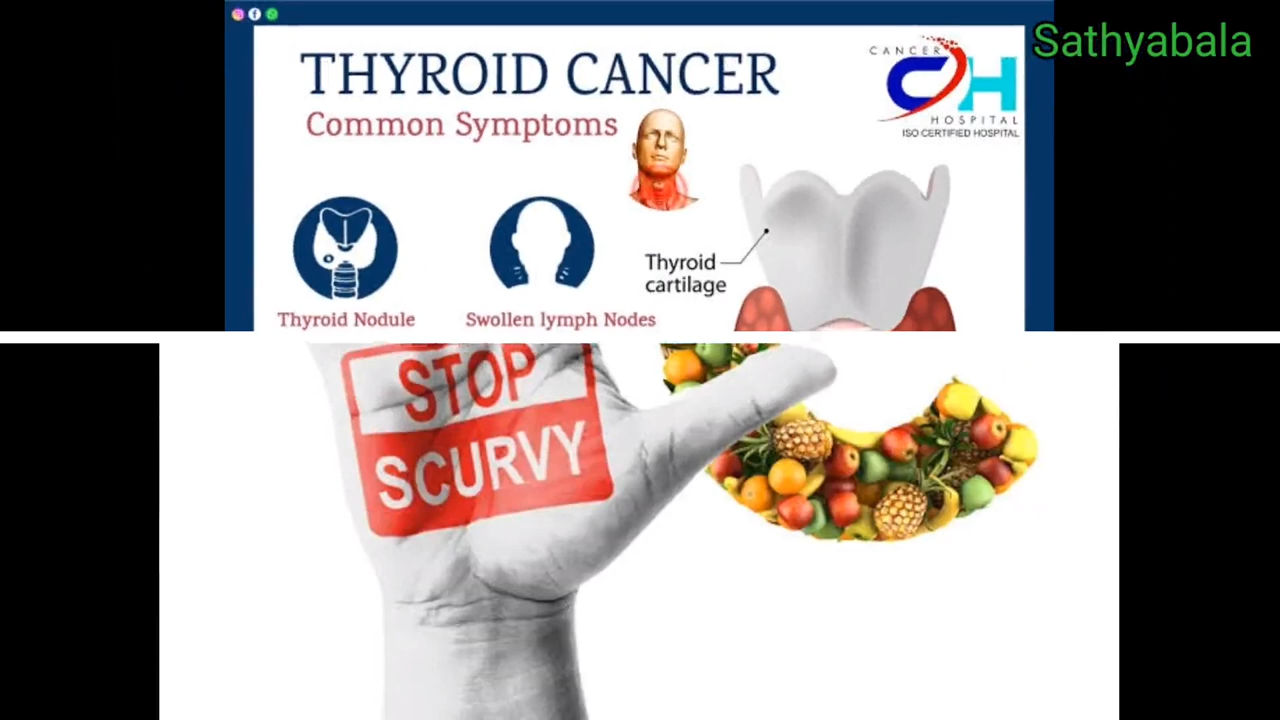 Sathyabala
THYROID CANCER
Common Symptoms
CANCER
CH
HOSPITAL
ISO CERTIFIED HOSPITAL
Thyroid
cartilage
Thyroid Nodule
Swollen lymph Nodes
STOP
SCURVY